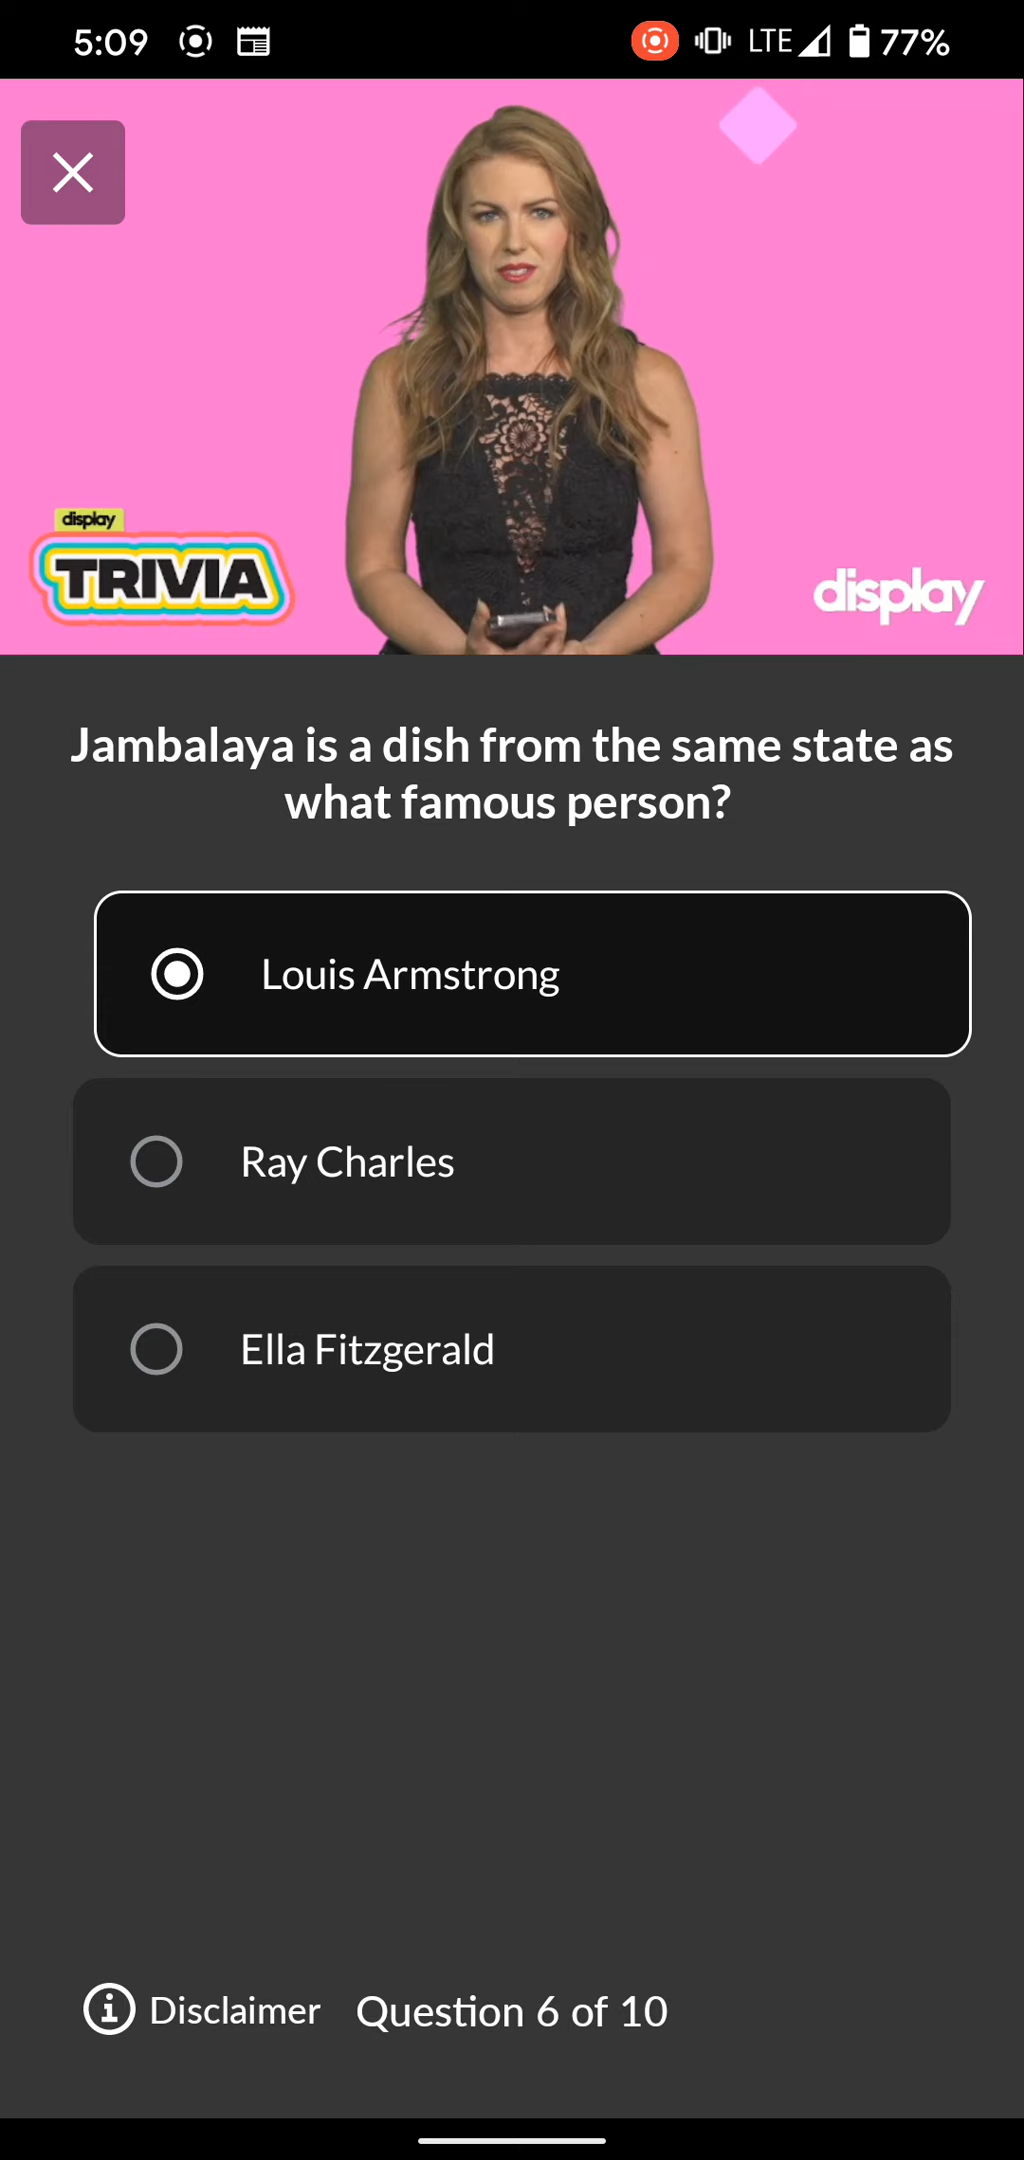 5:09
LTE 77%
display
TRIVIA
display
Jambalaya is a dish from the same state as
what famous person?
Louis Armstrong
Ray Charles
Ella Fitzgerald
Disclaimer Question 6 of 10